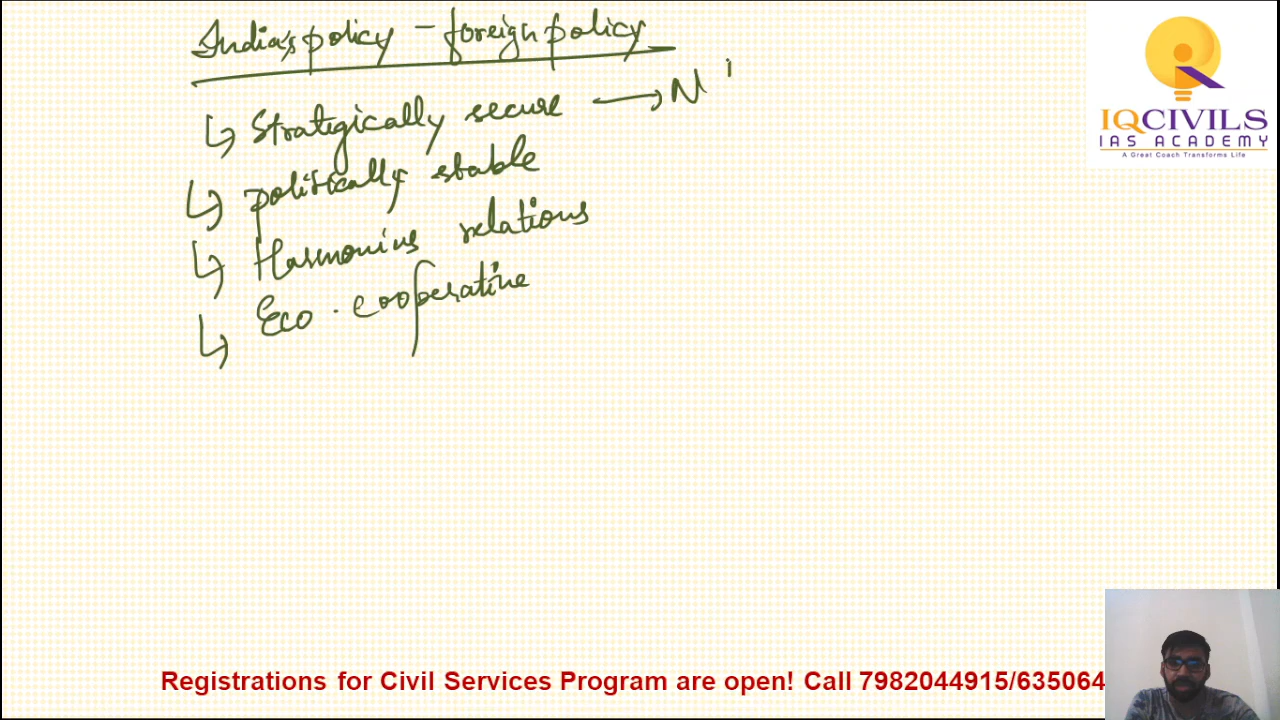 India's policy - foreign policy
↳ Strategically secure → N
↳ politically stable
↳ Harmonius relations
↳ Eco. cooperative
IQCIVILS
IAS ACADEMY
A Great Coach Transforms Life
Registrations for Civil Services Program are open! Call 7982044915/635064